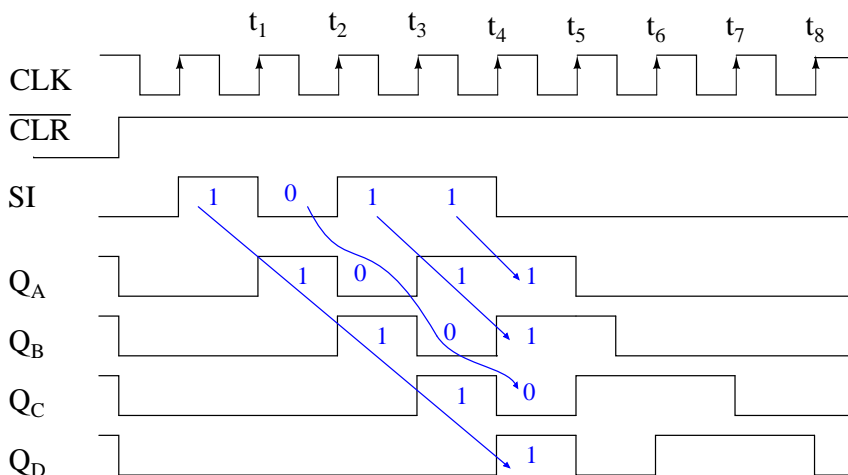 t1 t2 t3 t4 t5 t6 t7 t8
CLK
CLR
SI 1 0 1 1
QA 1 0 1 1
QB 1 0 1
QC 1 0
QD 1